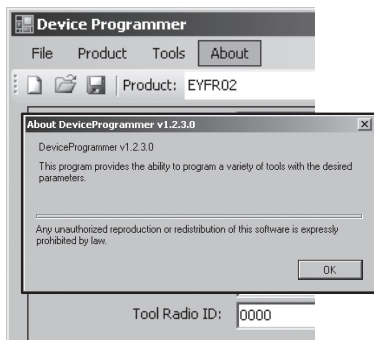 Device Programmer
File Product Tools About
Product: EYFR02
About DeviceProgrammer v1.2.3.0
DeviceProgrammer v1.2.3.0
This program provides the ability to program a variety of tools with the desired
parameters.
Any unauthorized reproduction or redistribution of this software is expressly
prohibited by law.
OK
Tool Radio ID: 0000